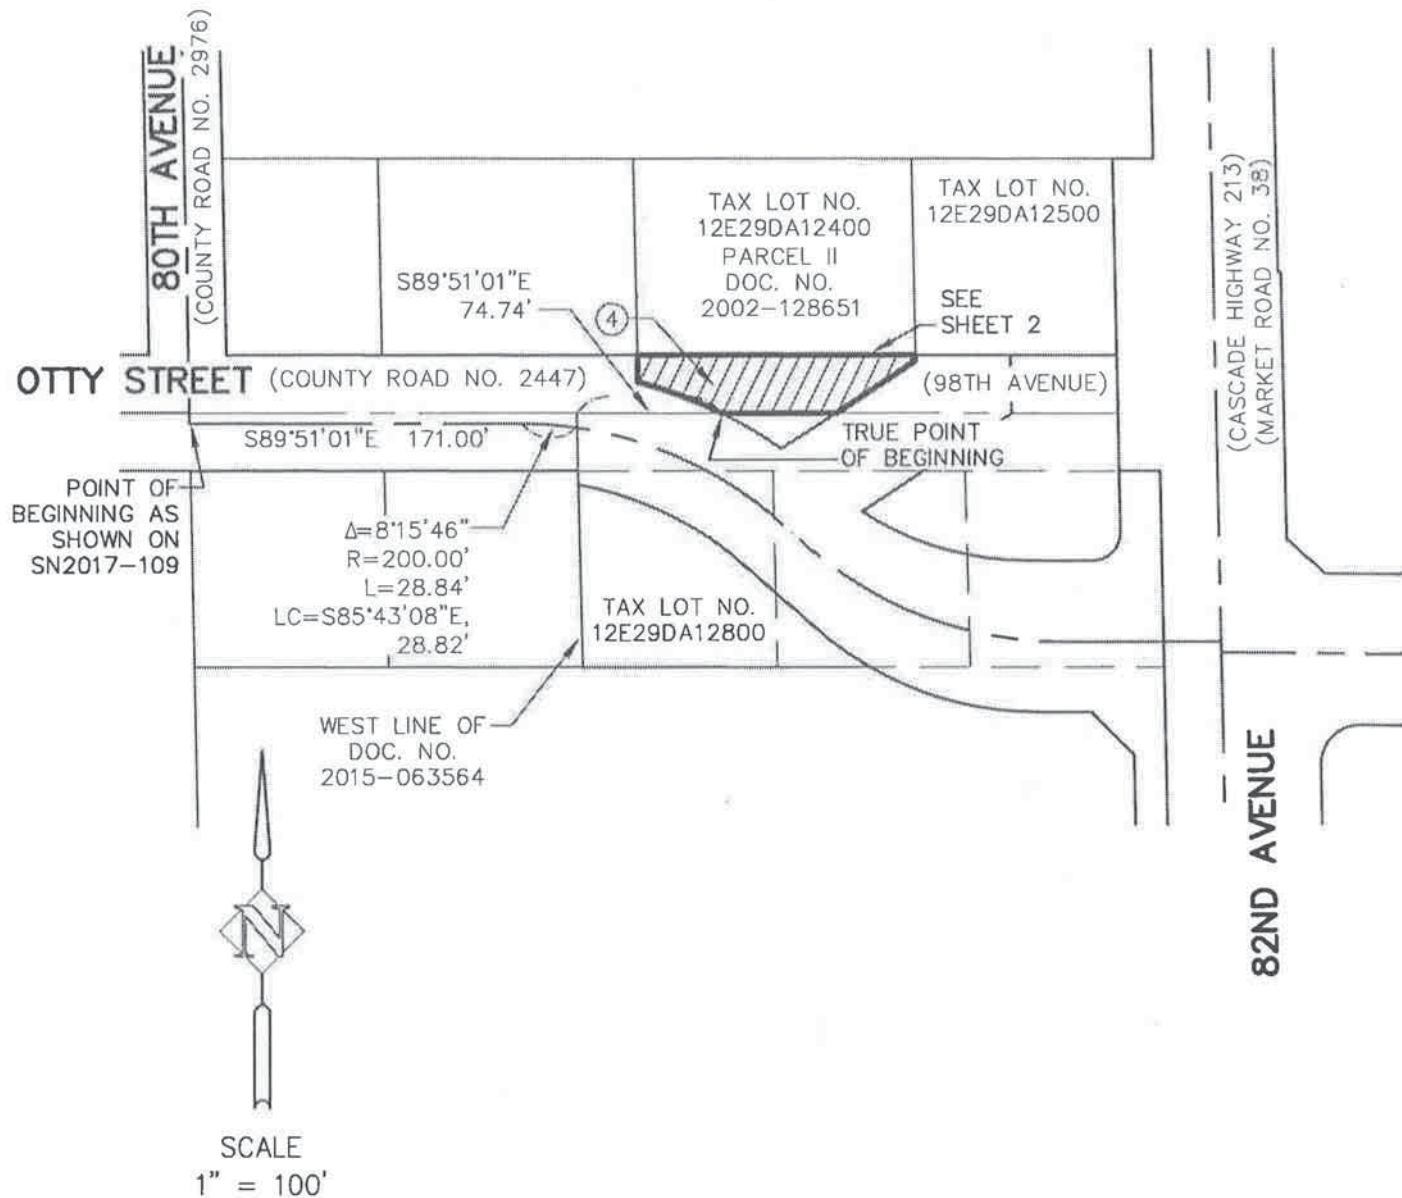 80TH AVENUE
(COUNTY ROAD NO. 2976)
TAX LOT NO.
12E29DA12400
PARCEL II
DOC. NO.
2002-128651
TAX LOT NO.
12E29DA12500
(CASCADE HIGHWAY 213)
(MARKET ROAD NO. 38)
S89°51'01"E
74.74'
4
SEE
SHEET 2
OTTY STREET (COUNTY ROAD NO. 2447)
(98TH AVENUE)
S89°51'01"E 171.00'
TRUE POINT
OF BEGINNING
POINT OF
BEGINNING AS
SHOWN ON
SN2017-109
Δ=8°15'46"
R=200.00'
L=28.84'
LC=S85°43'08"E,
28.82'
TAX LOT NO.
12E29DA12800
WEST LINE OF
DOC. NO.
2015-063564
82ND AVENUE
N
SCALE
1" = 100'